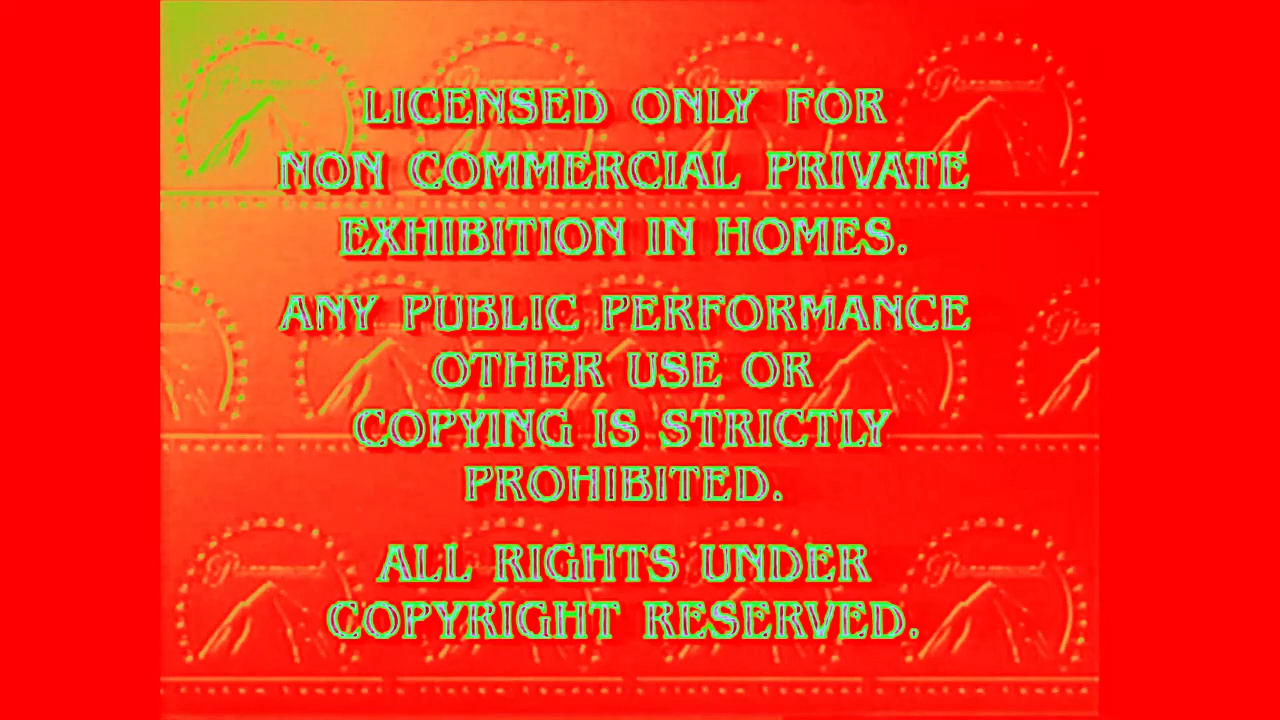 LICENSED ONLY FOR
NON COMMERCIAL PRIVATE
EXHIBITION IN HOMES.
ANY PUBLIC PERFORMANCE
OTHER USE OR
COPYING IS STRICTLY
PROHIBITED.
ALL RIGHTS UNDER
COPYRIGHT RESERVED.